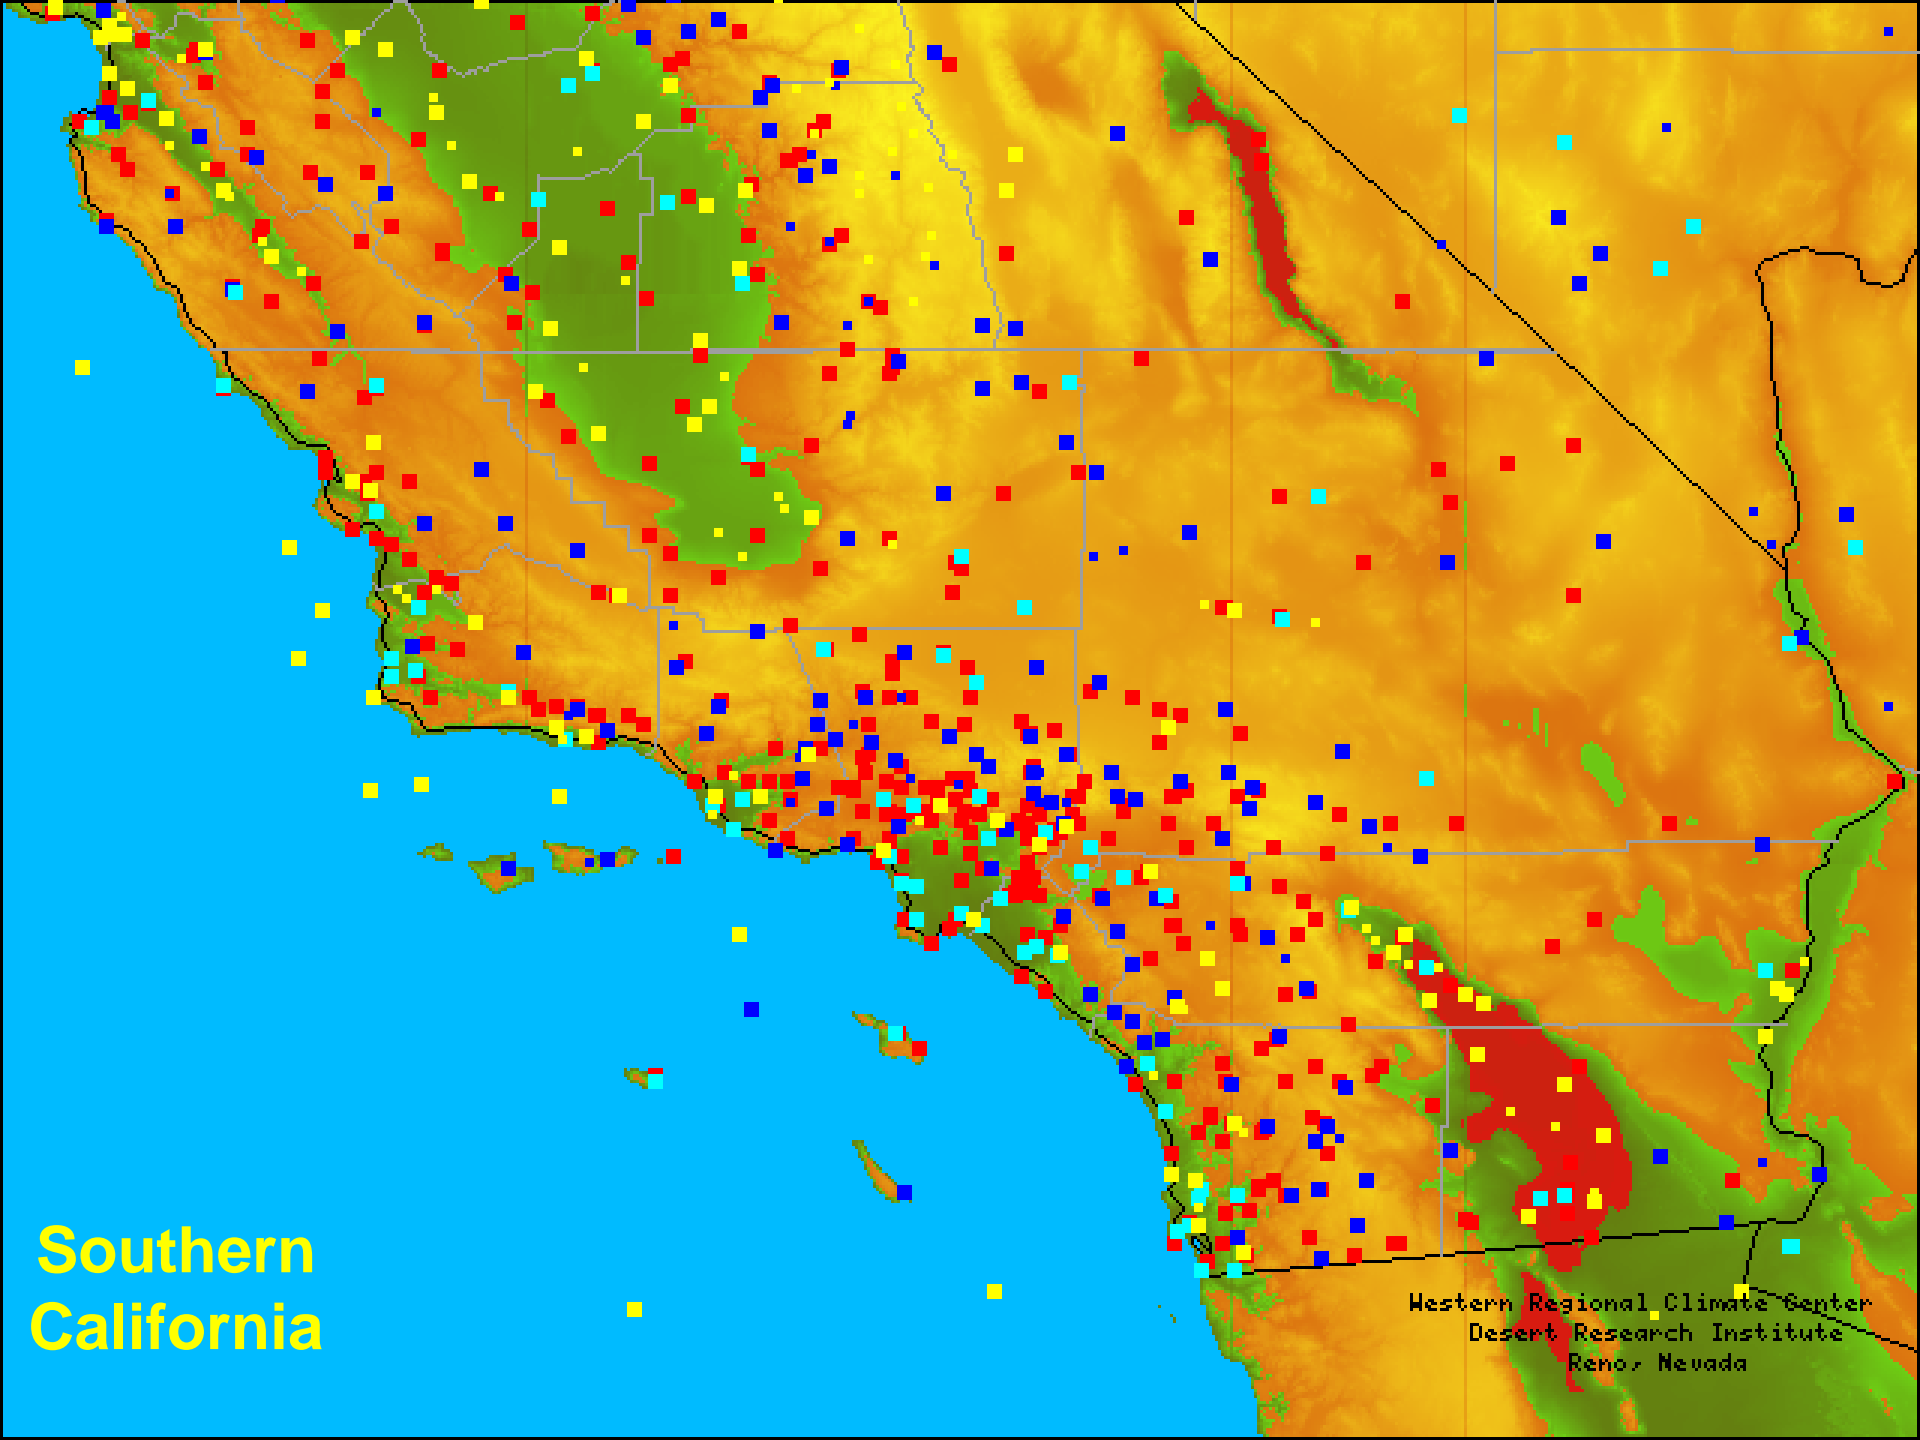 Southern
California
Western Regional Climate Center
Desert Research Institute
Reno, Nevada